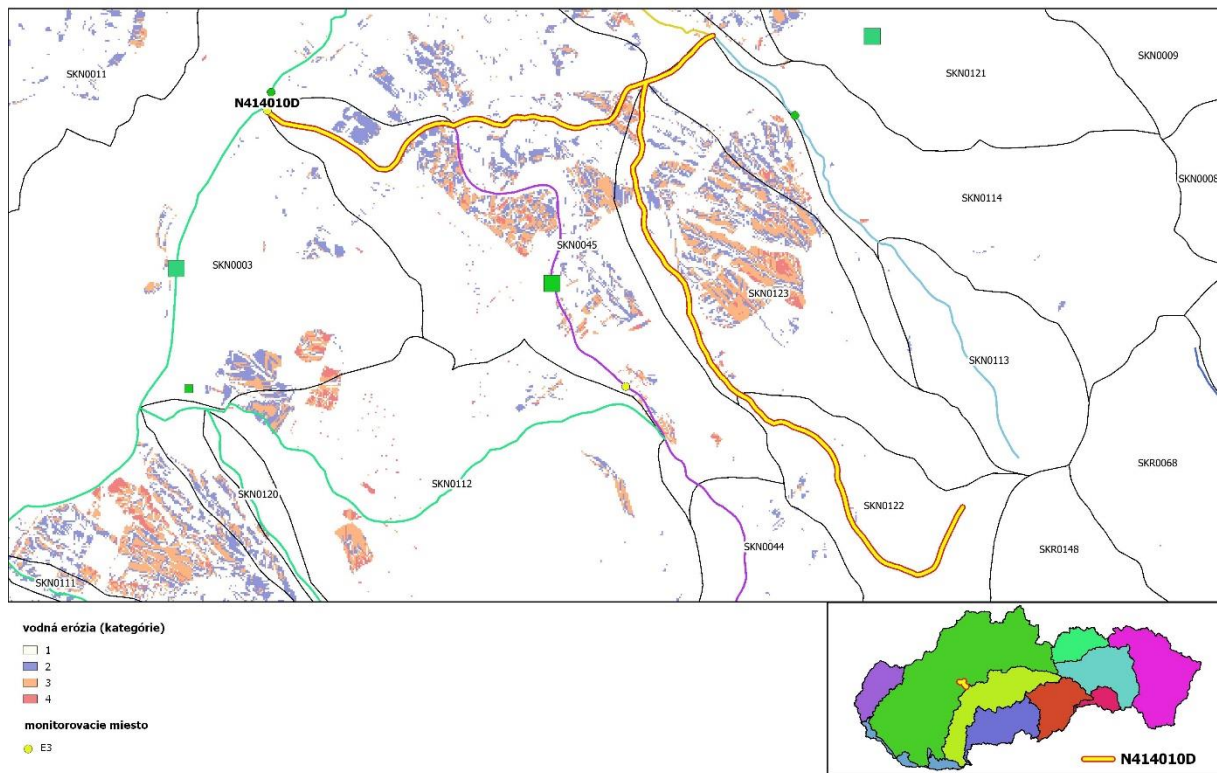 SKN0011
SKN0009
SKN0121
N414010D
SKN0008
SKN0114
SKN0045
SKN0003
SKN0123
SKN0113
SKR0068
SKN0112
SKN0120
SKN0122
SKN0044
SKR0148
SKN0111
vodná erózia (kategórie)
1
2
3
4
monitorovacie miesto
E3
N414010D